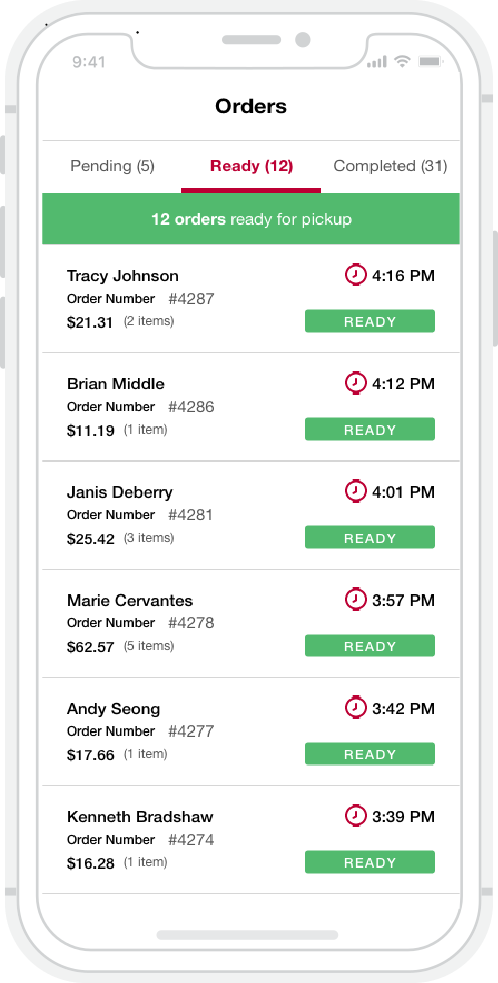 9:41
Orders
Pending (5) Ready (12) Completed (31)
12 orders ready for pickup
Tracy Johnson 4:16 PM
Order Number #4287
$21.31 (2 items) READY
Brian Middle 4:12 PM
Order Number #4286
$11.19 (1 item) READY
Janis Deberry 4:01 PM
Order Number #4281
$25.42 (3 items) READY
Marie Cervantes 3:57 PM
Order Number #4278
$62.57 (5 items) READY
Andy Seong 3:42 PM
Order Number #4277
$17.66 (1 item) READY
Kenneth Bradshaw 3:39 PM
Order Number #4274
$16.28 (1 item) READY